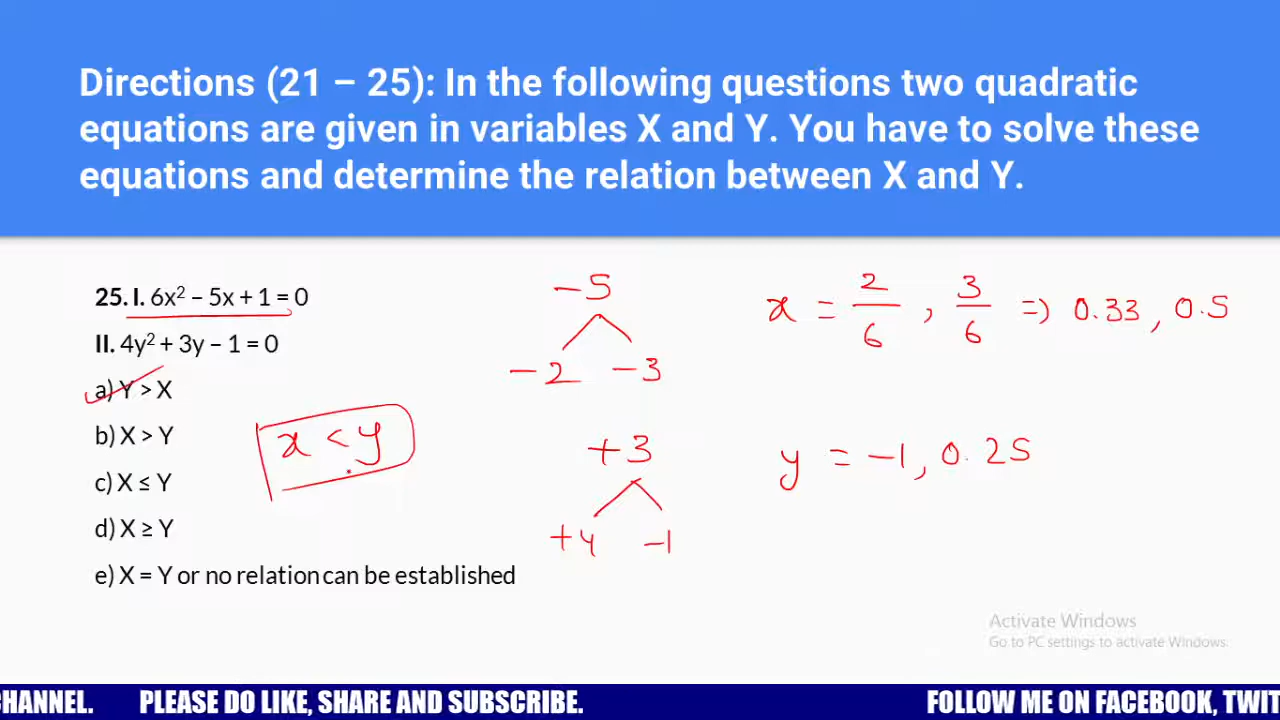 Directions (21 – 25): In the following questions two quadratic
equations are given in variables X and Y. You have to solve these
equations and determine the relation between X and Y.
25. I. 6x² – 5x + 1 = 0
II. 4y² + 3y – 1 = 0
a) Y > X
b) X > Y
c) X ≤ Y
d) X ≥ Y
e) X = Y or no relation can be established
x < y
-5
-2 -3
+3
+4 -1
x = 2/6 , 3/6 => 0.33, 0.5
y = -1, 0.25
Activate Windows
Go to PC settings to activate Windows.
CHANNEL. PLEASE DO LIKE, SHARE AND SUBSCRIBE. FOLLOW ME ON FACEBOOK, TWIT